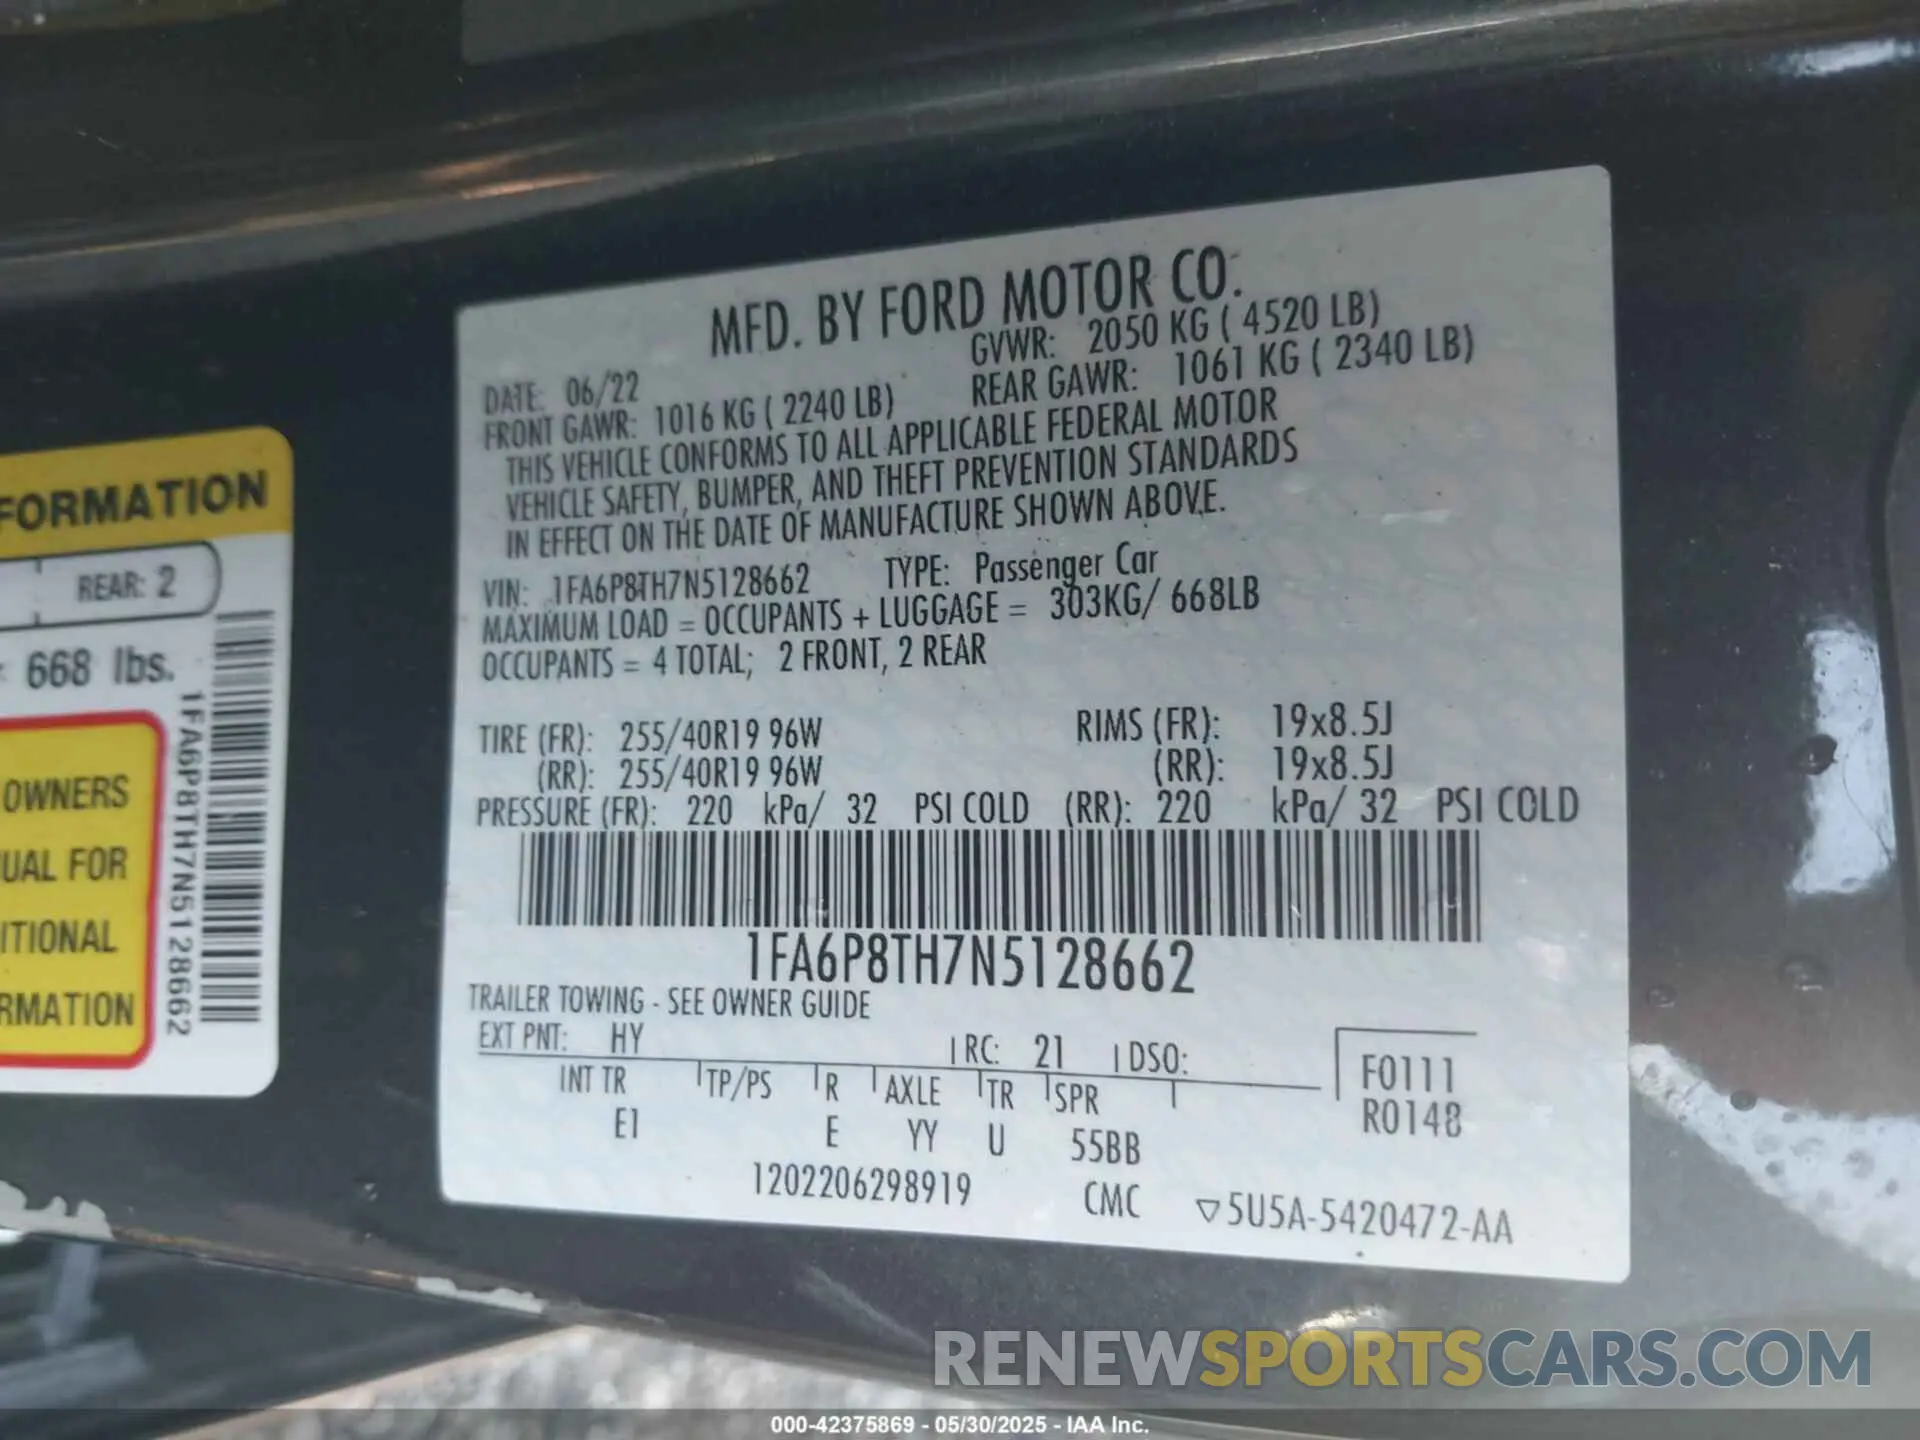 MFD. BY FORD MOTOR CO.
DATE: 06/22 GVWR: 2050 KG ( 4520 LB)
FRONT GAWR: 1016 KG ( 2240 LB) REAR GAWR: 1061 KG ( 2340 LB)
THIS VEHICLE CONFORMS TO ALL APPLICABLE FEDERAL MOTOR
VEHICLE SAFETY, BUMPER, AND THEFT PREVENTION STANDARDS
IN EFFECT ON THE DATE OF MANUFACTURE SHOWN ABOVE.
VIN: 1FA6P8TH7N5128662 TYPE: Passenger Car
MAXIMUM LOAD = OCCUPANTS + LUGGAGE = 303KG/ 668LB
OCCUPANTS = 4 TOTAL; 2 FRONT, 2 REAR
TIRE (FR): 255/40R19 96W RIMS (FR): 19x8.5J
(RR): 255/40R19 96W (RR): 19x8.5J
PRESSURE (FR): 220 kPa/ 32 PSI COLD (RR): 220 kPa/ 32 PSI COLD
1FA6P8TH7N5128662
TRAILER TOWING - SEE OWNER GUIDE
EXT PNT: HY RC: 21 DSO:
INT TR TP/PS R AXLE TR SPR
E1 E YY U 55BB
F0111
R0148
1202206298919 CMC ▽5U5A-5420472-AA
FORMATION
REAR: 2
668 lbs.
OWNERS
UAL FOR
ITIONAL
RMATION
1FA6P8TH7N5128662
RENEWSPORTSCARS.COM
000-42375869 - 05/30/2025 - IAA Inc.